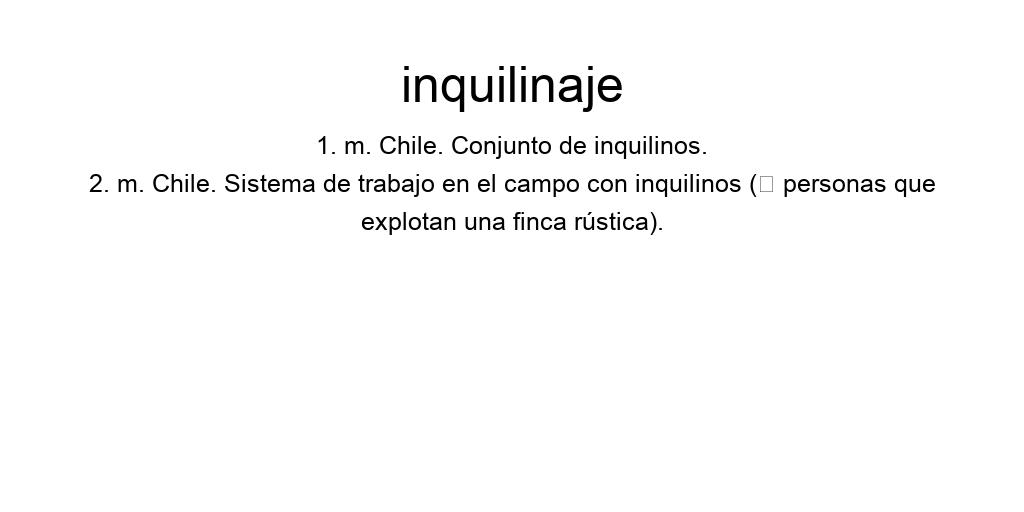 inquilinaje
1. m. Chile. Conjunto de inquilinos.
2. m. Chile. Sistema de trabajo en el campo con inquilinos (□ personas que
explotan una finca rústica).